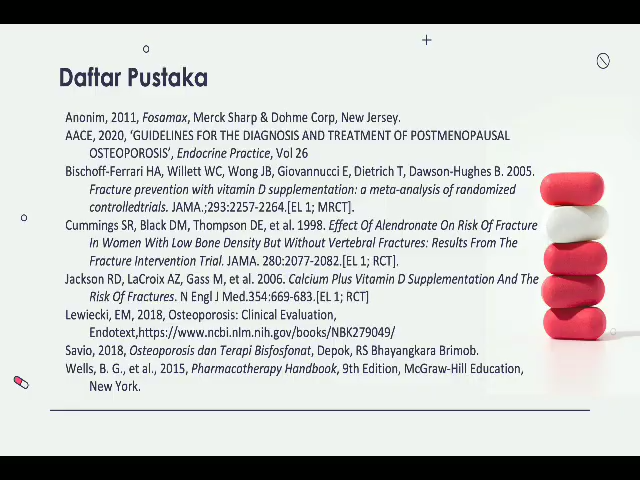 Daftar Pustaka
Anonim, 2011, Fosamax, Merck Sharp & Dohme Corp, New Jersey.
AACE, 2020, 'GUIDELINES FOR THE DIAGNOSIS AND TREATMENT OF POSTMENOPAUSAL
OSTEOPOROSIS', Endocrine Practice, Vol 26
Bischoff-Ferrari HA, Willett WC, Wong JB, Giovannucci E, Dietrich T, Dawson-Hughes B. 2005.
Fracture prevention with vitamin D supplementation: a meta-analysis of randomized
controlledtrials. JAMA.;293:2257-2264.[EL 1; MRCT].
Cummings SR, Black DM, Thompson DE, et al. 1998. Effect Of Alendronate On Risk Of Fracture
In Women With Low Bone Density But Without Vertebral Fractures: Results From The
Fracture Intervention Trial. JAMA. 280:2077-2082.[EL 1; RCT].
Jackson RD, LaCroix AZ, Gass M, et al. 2006. Calcium Plus Vitamin D Supplementation And The
Risk Of Fractures. N Engl J Med.354:669-683.[EL 1; RCT]
Lewiecki, EM, 2018, Osteoporosis: Clinical Evaluation,
Endotext,https://www.ncbi.nlm.nih.gov/books/NBK279049/
Savio, 2018, Osteoporosis dan Terapi Bisfosfonat, Depok, RS Bhayangkara Brimob.
Wells, B. G., et al., 2015, Pharmacotherapy Handbook, 9th Edition, McGraw-Hill Education,
New York.